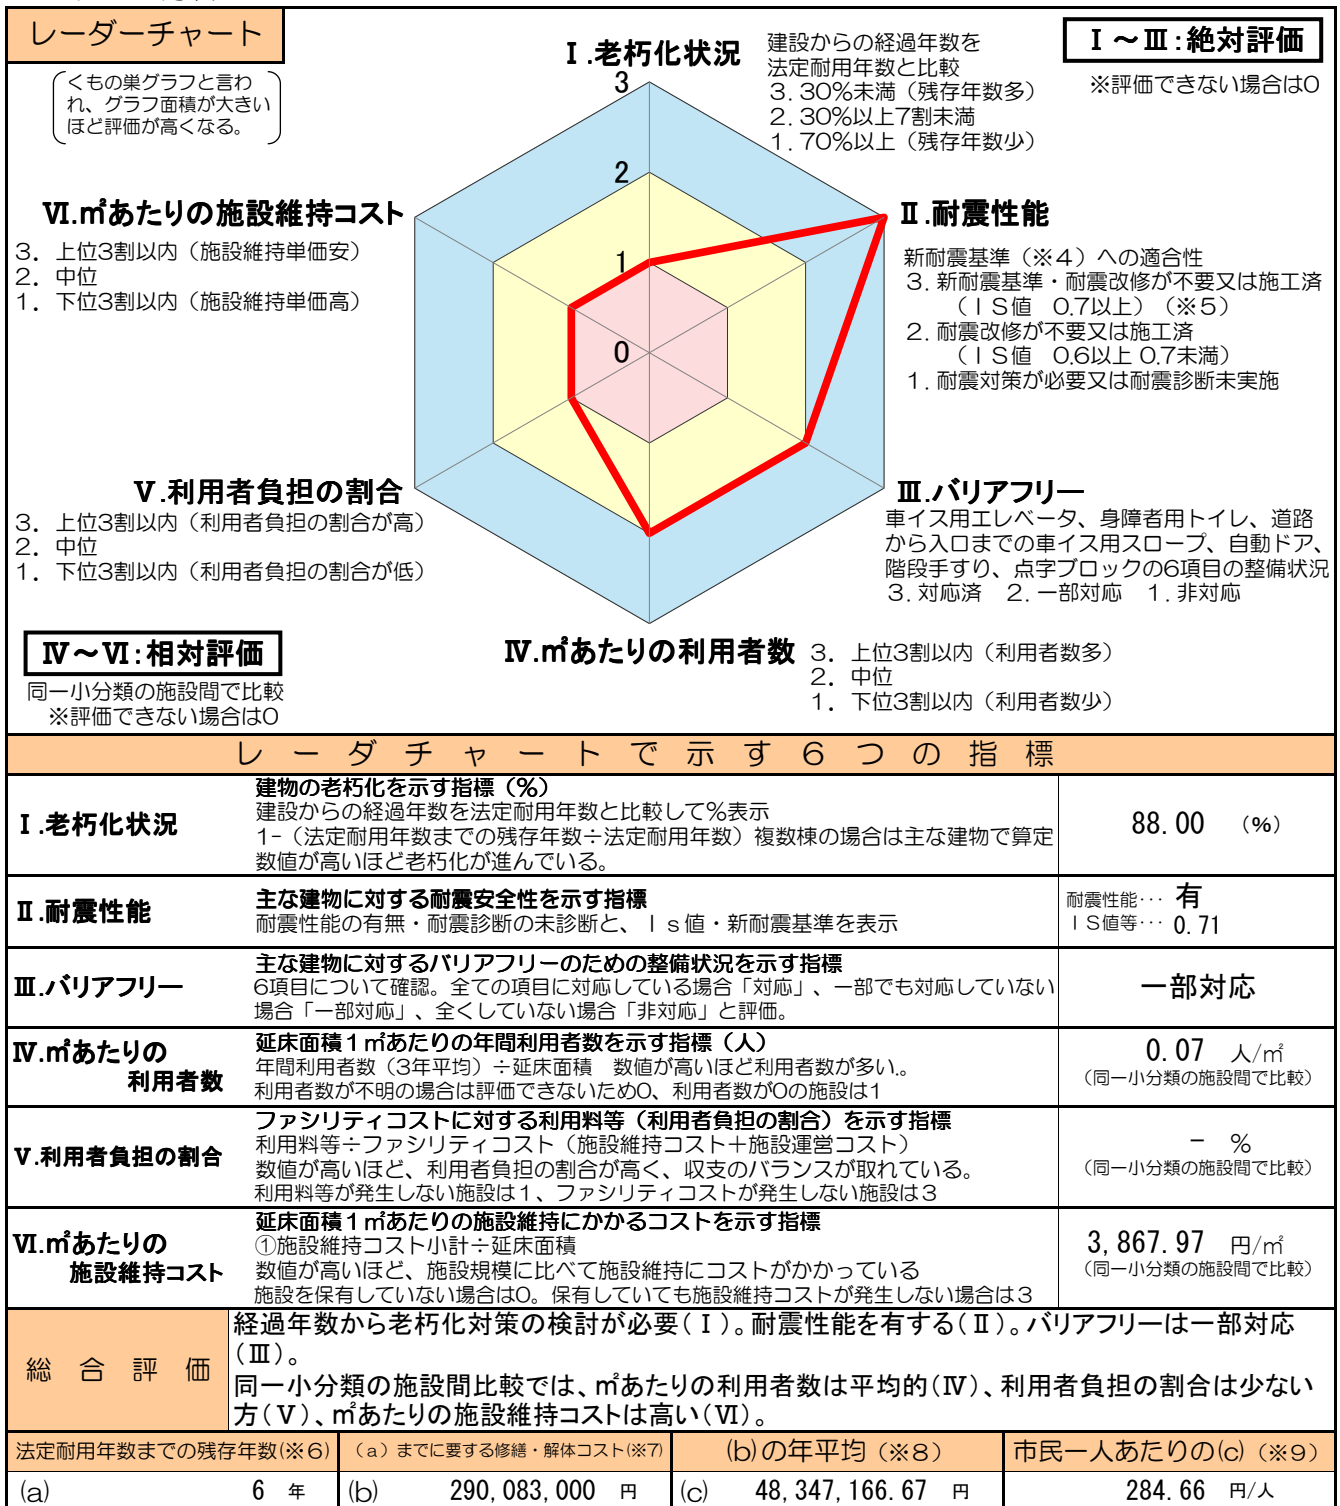 レーダーチャート
くもの巣グラフと言わ
れ、グラフ面積が大きい
ほど評価が高くなる。
Ⅰ.老朽化状況
建設からの経過年数を
法定耐用年数と比較
3. 30%未満（残存年数多）
2. 30%以上7割未満
1. 70%以上（残存年数少）
Ⅰ～Ⅲ:絶対評価
※評価できない場合は0
3
2
1
0
Ⅵ.㎡あたりの施設維持コスト
3. 上位3割以内（施設維持単価安）
2. 中位
1. 下位3割以内（施設維持単価高）
Ⅱ.耐震性能
新耐震基準（※4）への適合性
3. 新耐震基準・耐震改修が不要又は施工済
（ＩＳ値 0.7以上）（※5）
2. 耐震改修が不要又は施工済
（ＩＳ値 0.6以上 0.7未満）
1. 耐震対策が必要又は耐震診断未実施
Ⅴ.利用者負担の割合
3. 上位3割以内（利用者負担の割合が高）
2. 中位
1. 下位3割以内（利用者負担の割合が低）
Ⅲ.バリアフリー
車イス用エレベータ、身障者用トイレ、道路
から入口までの車イス用スロープ、自動ドア、
階段手すり、点字ブロックの6項目の整備状況
3. 対応済 2. 一部対応 1. 非対応
Ⅳ～Ⅵ:相対評価
同一小分類の施設間で比較
※評価できない場合は0
Ⅳ.㎡あたりの利用者数
3. 上位3割以内（利用者数多）
2. 中位
1. 下位3割以内（利用者数少）
レーダチャートで示す６つの指標
Ⅰ.老朽化状況
建物の老朽化を示す指標（%）
建設からの経過年数を法定耐用年数と比較して%表示
1-（法定耐用年数までの残存年数÷法定耐用年数）複数棟の場合は主な建物で算定
数値が高いほど老朽化が進んでいる。
88.00 （%）
Ⅱ.耐震性能
主な建物に対する耐震安全性を示す指標
耐震性能の有無・耐震診断の未診断と、Ｉｓ値・新耐震基準を表示
耐震性能… 有
ＩＳ値等… 0.71
Ⅲ.バリアフリー
主な建物に対するバリアフリーのための整備状況を示す指標
6項目について確認。全ての項目に対応している場合「対応」、一部でも対応していない
場合「一部対応」、全くしていない場合「非対応」と評価。
一部対応
Ⅳ.㎡あたりの
利用者数
延床面積１㎡あたりの年間利用者数を示す指標（人）
年間利用者数（3年平均）÷延床面積 数値が高いほど利用者数が多い。
利用者数が不明の場合は評価できないため0、利用者数が0の施設は1
0.07 人/㎡
（同一小分類の施設間で比較）
Ⅴ.利用者負担の割合
ファシリティコストに対する利用料等（利用者負担の割合）を示す指標
利用料等÷ファシリティコスト（施設維持コスト＋施設運営コスト）
数値が高いほど、利用者負担の割合が高く、収支のバランスが取れている。
利用料等が発生しない施設は１、ファシリティコストが発生しない施設は３
- %
（同一小分類の施設間で比較）
Ⅵ.㎡あたりの
施設維持コスト
延床面積１㎡あたりの施設維持にかかるコストを示す指標
①施設維持コスト小計÷延床面積
数値が高いほど、施設規模に比べて施設維持にコストがかかっている
施設を保有していない場合は0。保有していても施設維持コストが発生しない場合は３
3,867.97 円/㎡
（同一小分類の施設間で比較）
総合評価
経過年数から老朽化対策の検討が必要(Ⅰ)。耐震性能を有する(Ⅱ)。バリアフリーは一部対応
(Ⅲ)。
同一小分類の施設間比較では、㎡あたりの利用者数は平均的(Ⅳ)、利用者負担の割合は少ない
方(Ⅴ)、㎡あたりの施設維持コストは高い(Ⅵ)。
法定耐用年数までの残存年数(※6)
（a）までに要する修繕・解体コスト(※7)
(b)の年平均（※8）
市民一人あたりの(c)（※9）
(a) 6 年
(b) 290,083,000 円
(c) 48,347,166.67 円
284.66 円/人